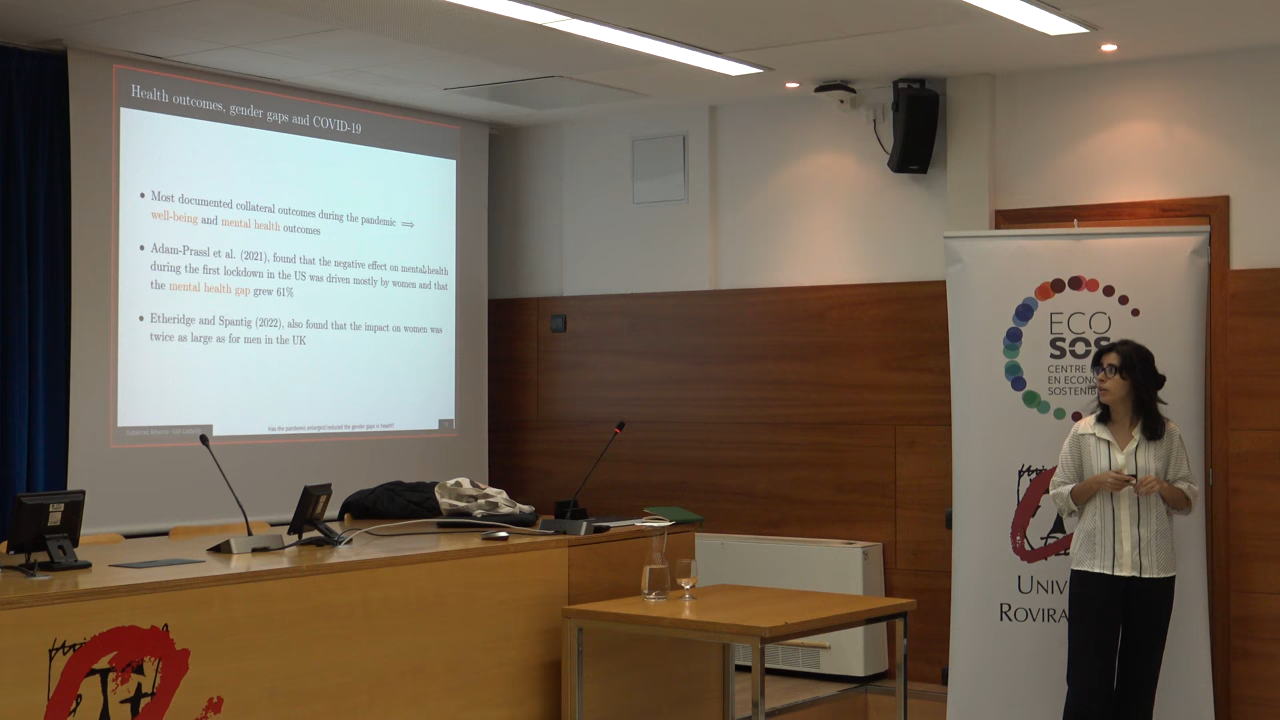 Health outcomes, gender gaps and COVID-19
• Most documented collateral outcomes during the pandemic ⟹
well-being and mental health outcomes
• Adam-Prassl et al. (2021), found that the negative effect on mental health
during the first lockdown in the US was driven mostly by women and that
the mental health gap grew 61%
• Etheridge and Spantig (2022), also found that the impact on women was
twice as large as for men in the UK
Has the pandemic enlarged/reduced the gender gaps in health?
ECO
SOS
CENTRE
EN ECONO
SOSTENIB
UNIV
ROVIRA